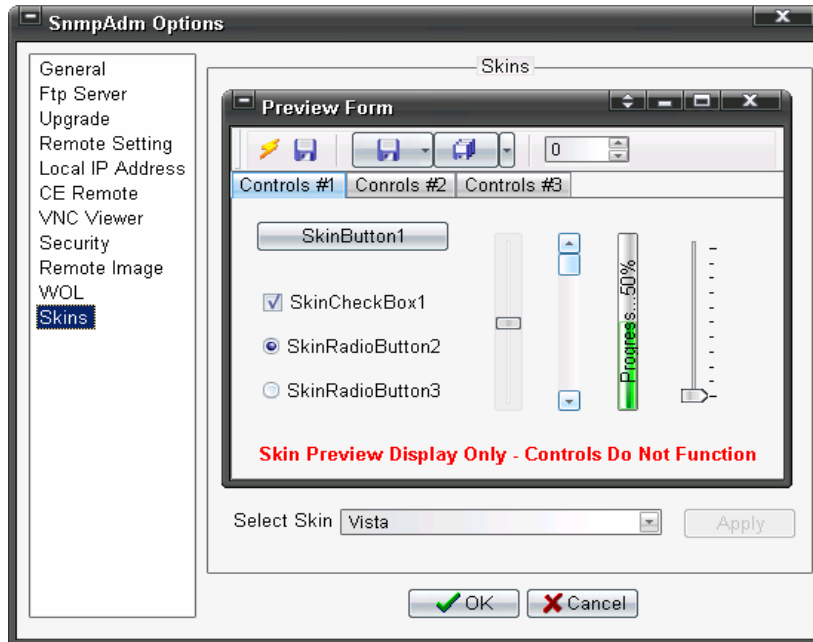 SnmpAdm Options
General
Ftp Server
Upgrade
Remote Setting
Local IP Address
CE Remote
VNC Viewer
Security
Remote Image
WOL
Skins
Skins
Preview Form
0
Controls #1
Conrols #2
Controls #3
SkinButton1
SkinCheckBox1
SkinRadioButton2
SkinRadioButton3
Progress...50%
Skin Preview Display Only - Controls Do Not Function
Select Skin
Vista
Apply
OK
Cancel